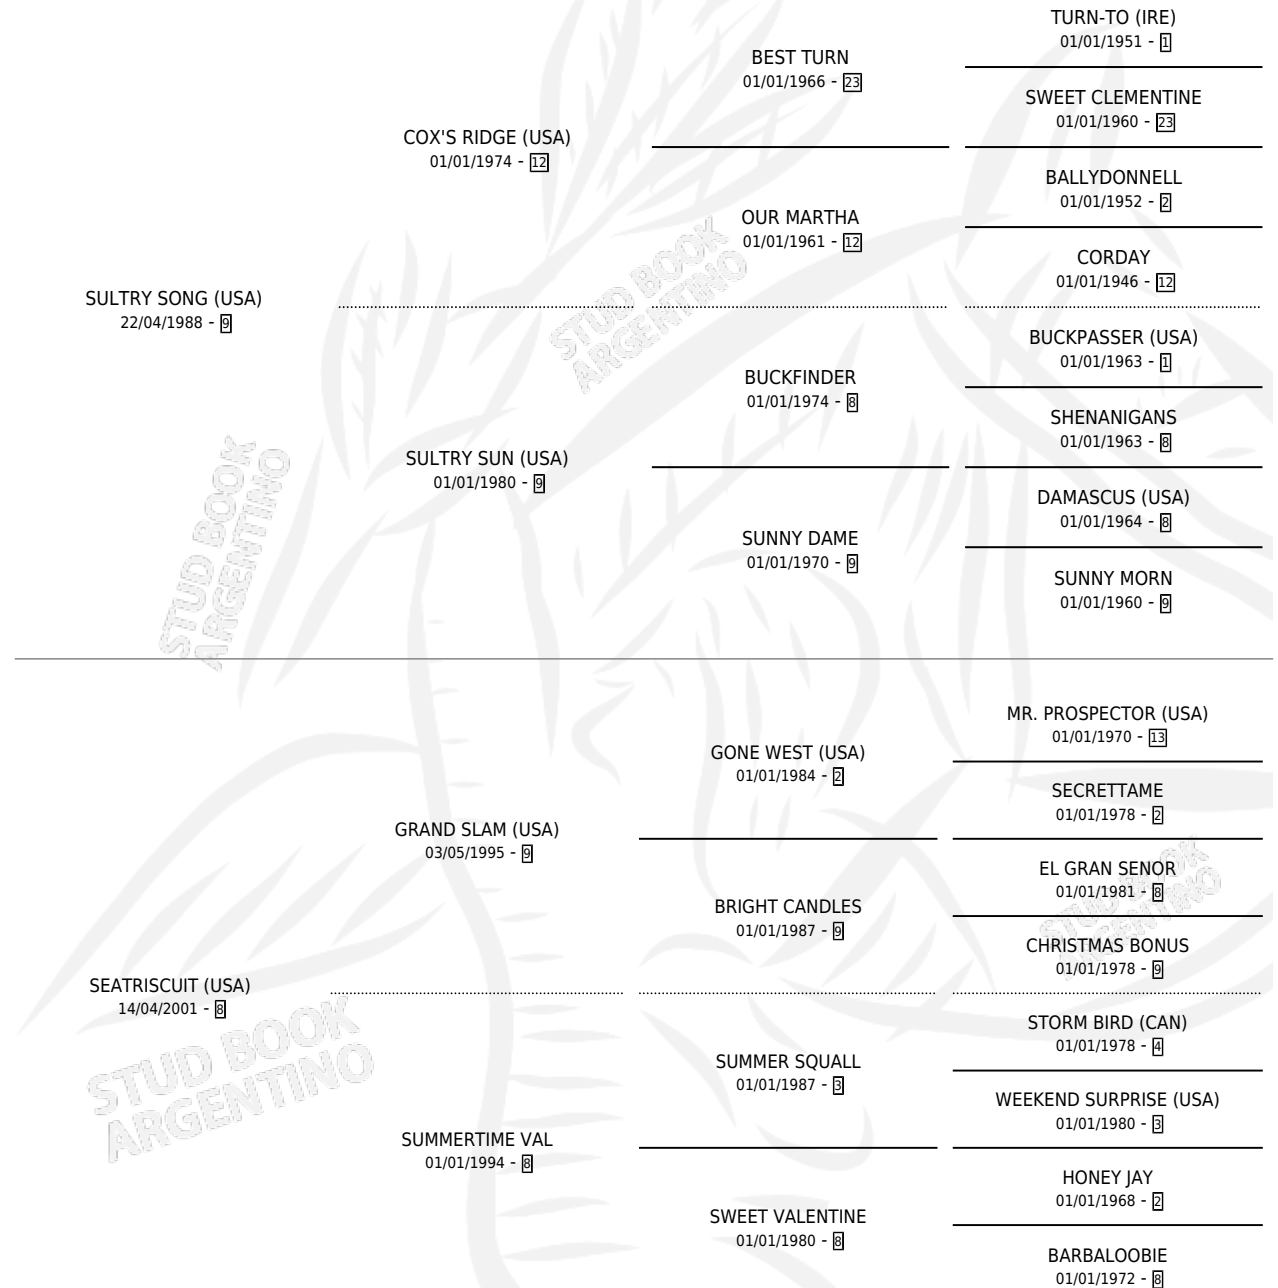 TURN-TO (IRE)
01/01/1951 - 1
BEST TURN
01/01/1966 - 23
SWEET CLEMENTINE
01/01/1960 - 23
COX'S RIDGE (USA)
01/01/1974 - 12
BALLYDONNELL
01/01/1952 - 2
OUR MARTHA
01/01/1961 - 12
CORDAY
01/01/1946 - 12
SULTRY SONG (USA)
22/04/1988 - 9
BUCKPASSER (USA)
01/01/1963 - 1
BUCKFINDER
01/01/1974 - 8
SHENANIGANS
01/01/1963 - 8
SULTRY SUN (USA)
01/01/1980 - 9
DAMASCUS (USA)
01/01/1964 - 8
SUNNY DAME
01/01/1970 - 9
SUNNY MORN
01/01/1960 - 9
MR. PROSPECTOR (USA)
01/01/1970 - 13
GONE WEST (USA)
01/01/1984 - 2
SECRETTAME
01/01/1978 - 2
GRAND SLAM (USA)
03/05/1995 - 9
EL GRAN SENOR
01/01/1981 - 8
BRIGHT CANDLES
01/01/1987 - 9
CHRISTMAS BONUS
01/01/1978 - 9
SEATRISCUIT (USA)
14/04/2001 - 8
STORM BIRD (CAN)
01/01/1978 - 4
SUMMER SQUALL
01/01/1987 - 3
WEEKEND SURPRISE (USA)
01/01/1980 - 3
SUMMERTIME VAL
01/01/1994 - 8
HONEY JAY
01/01/1968 - 2
SWEET VALENTINE
01/01/1980 - 8
BARBALOOBIE
01/01/1972 - 8
STUD BOOK
ARGENTINO
STUD BOOK
ARGENTINO
STUD BOOK
ARGENTINO
STUD BOOK
ARGENTINO